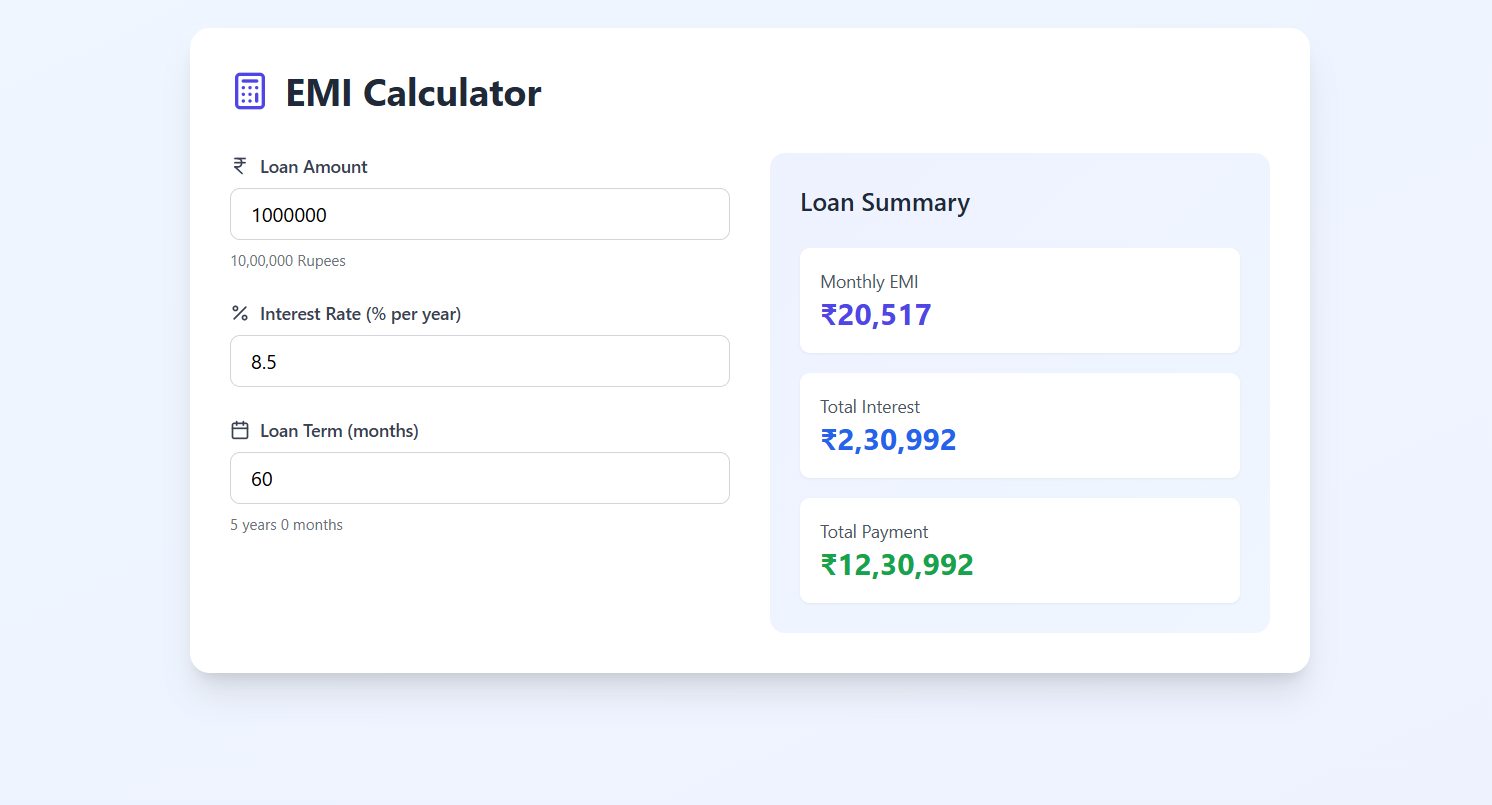 EMI Calculator
Loan Amount
1000000
10,00,000 Rupees
Interest Rate (% per year)
8.5
Loan Term (months)
60
5 years 0 months
Loan Summary
Monthly EMI
₹20,517
Total Interest
₹2,30,992
Total Payment
₹12,30,992